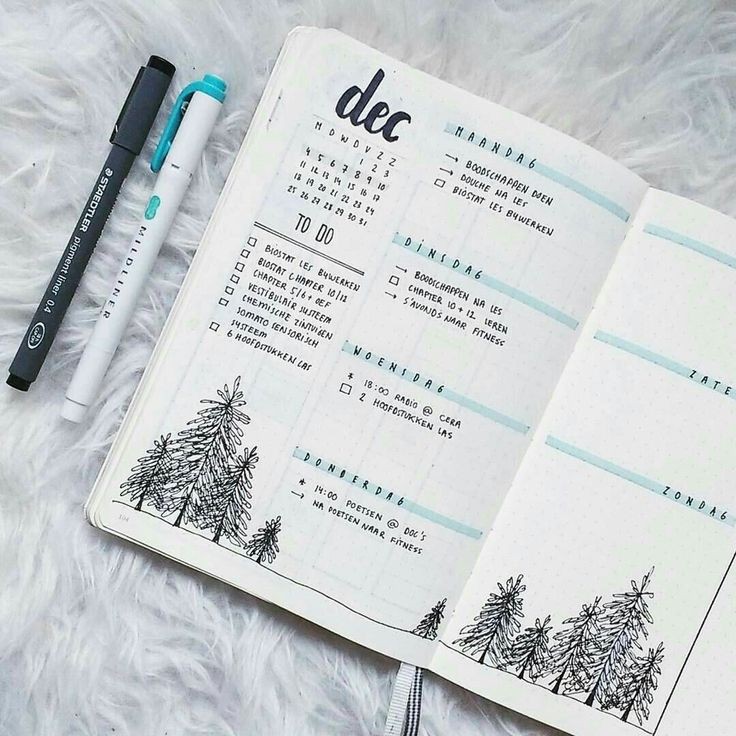 STAEDTLER pigment liner 0.4
MILDLINER
dec
M D W D V Z Z
1 2 3
4 5 6 7 8 9 10
11 12 13 14 15 16 17
18 19 20 21 22 23 24
25 26 27 28 29 30 31
TO DO
BIOSTAT LES BYWERKEN
BIOSTAT CHAPTER 10/12
CHAPTER 5/6 + OEF.
VESTIBULAIR SYSTEEM
CHEMISCHE ZINTUIGEN
SOMATO SENSORISCH
SYSTEEM
6 HOOFDSTUKKEN LAS
104
MAANDAG
→ BOODSCHAPPEN DOEN
→ DOUCHE NA LES
BIOSTAT LES BYWERKEN
DINSDAG
→ BOODSCHAPPEN NA LES
CHAPTER 10 + 12 LEREN
→ S'AVONDS NAAR FITNESS
WOENSDAG
* 18:00 RADIO @ CERA
2 HOOFDSTUKKEN LAS
DONDERDAG
* 14:00 POETSEN @ DOC'S
→ NA POETSEN NAAR FITNESS
ZATE
ZONDAG